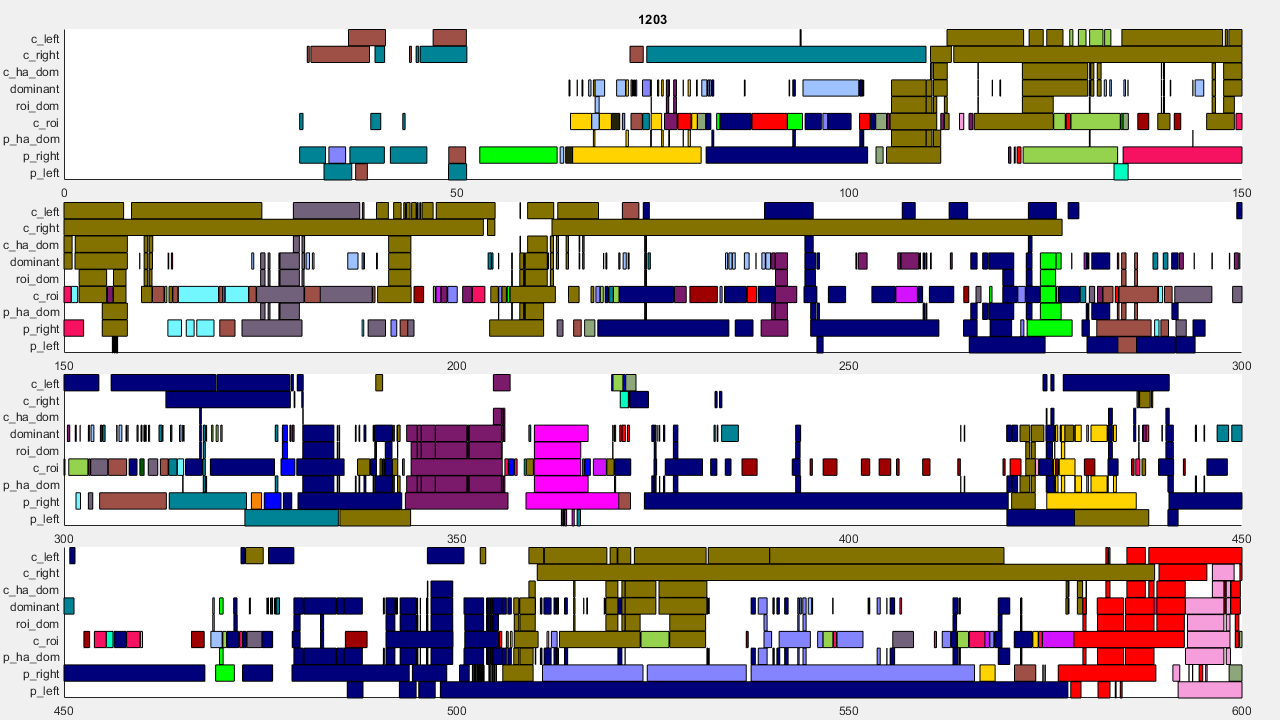 1203
c_left
c_right
c_ha_dom
dominant
roi_dom
c_roi
p_ha_dom
p_right
p_left
0 50 100 150
c_left
c_right
c_ha_dom
dominant
roi_dom
c_roi
p_ha_dom
p_right
p_left
150 200 250 300
c_left
c_right
c_ha_dom
dominant
roi_dom
c_roi
p_ha_dom
p_right
p_left
300 350 400 450
c_left
c_right
c_ha_dom
dominant
roi_dom
c_roi
p_ha_dom
p_right
p_left
450 500 550 600